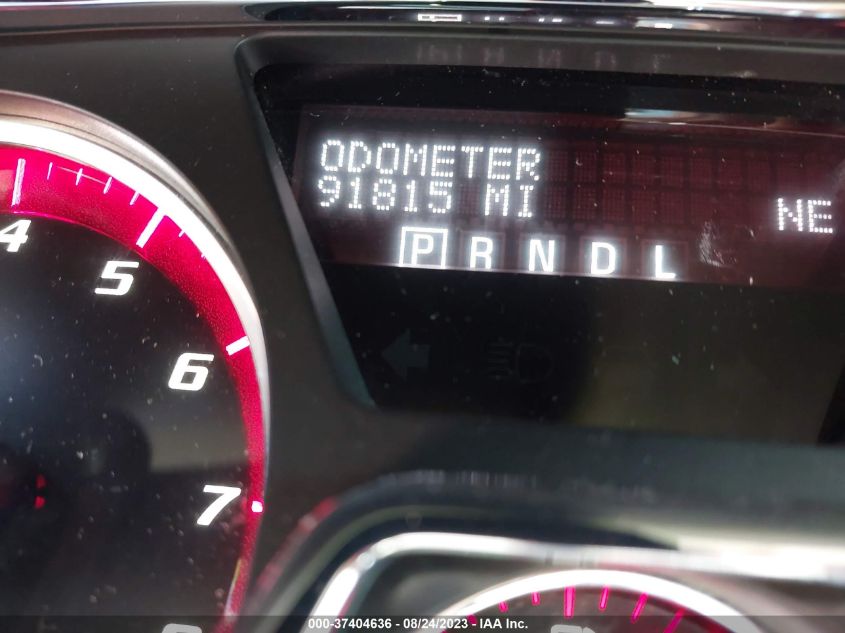 ODOMETER
91815 MI
NE
P R N D L
4
5
6
7
000-37404636 - 08/24/2023 - IAA Inc.